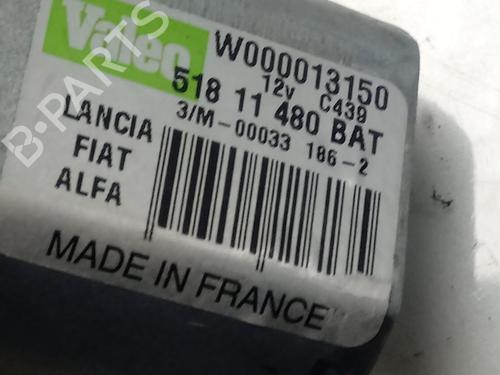 Valeo
W000013150
12v C439
518 11 480 BAT
3/M-00033 186-2
LANCIA
FIAT
ALFA
MADE IN FRANCE
B-PARTS